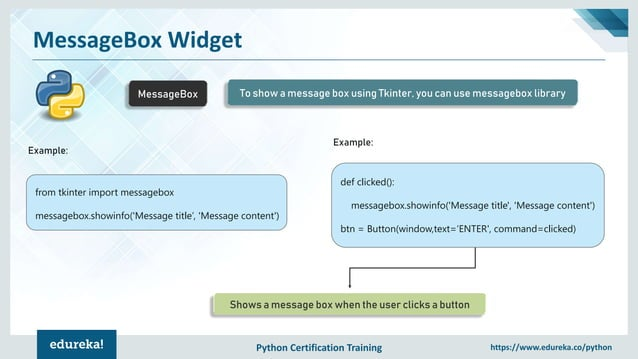 MessageBox Widget
MessageBox
To show a message box using Tkinter, you can use messagebox library
Example:
from tkinter import messagebox
messagebox.showinfo('Message title', 'Message content')
Example:
def clicked():
messagebox.showinfo('Message title', 'Message content')
btn = Button(window,text='ENTER', command=clicked)
Shows a message box when the user clicks a button
edureka!
Python Certification Training
https://www.edureka.co/python